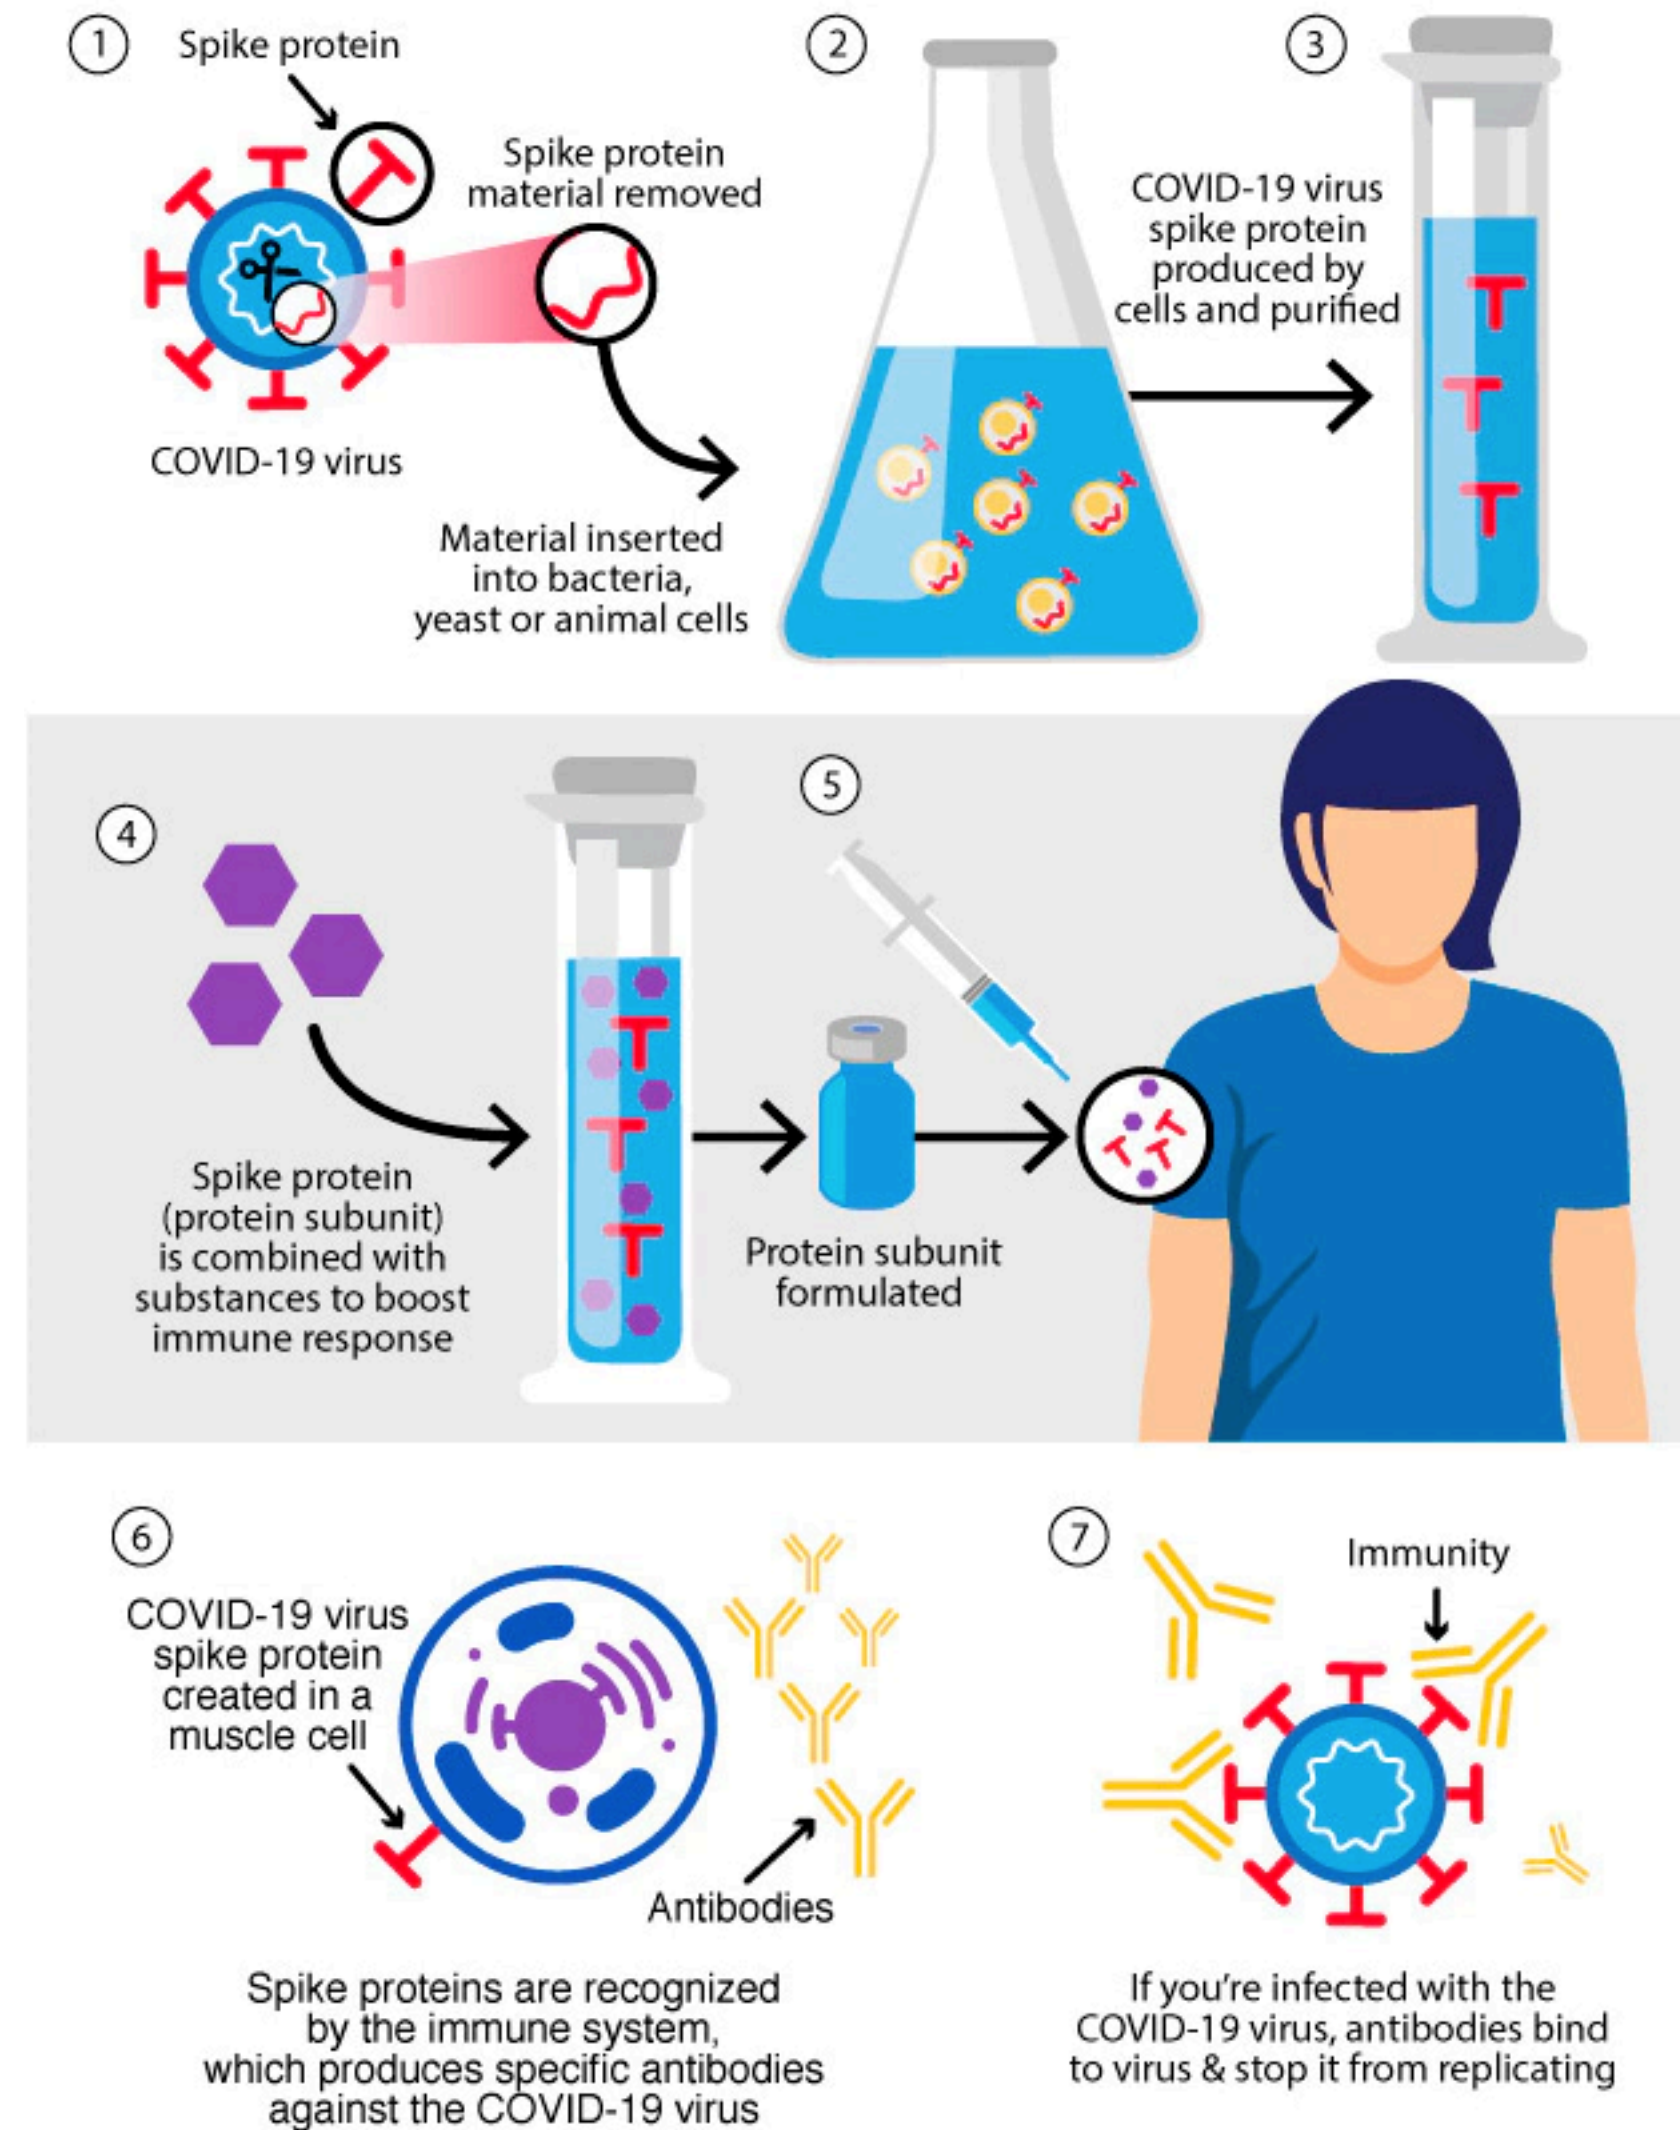 1
Spike protein
Spike protein
material removed
COVID-19 virus
Material inserted
into bacteria,
yeast or animal cells
2
COVID-19 virus
spike protein
produced by
cells and purified
3
4
Spike protein
(protein subunit)
is combined with
substances to boost
immune response
5
Protein subunit
formulated
6
COVID-19 virus
spike protein
created in a
muscle cell
Antibodies
Spike proteins are recognized
by the immune system,
which produces specific antibodies
against the COVID-19 virus
7
Immunity
If you're infected with the
COVID-19 virus, antibodies bind
to virus & stop it from replicating